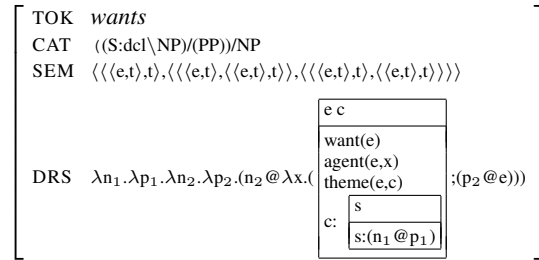 TOK wants
CAT ((S:dcl\NP)/(PP))/NP
SEM ⟨⟨⟨e,t⟩,t⟩,⟨⟨⟨e,t⟩,⟨⟨e,t⟩,t⟩⟩,⟨⟨⟨e,t⟩,t⟩,⟨⟨e,t⟩,t⟩⟩⟩⟩
e c
want(e)
agent(e,x)
DRS λn₁.λp₁.λn₂.λp₂.(n₂@λx.( theme(e,c) ;(p₂@e)))
s
c:
s:(n₁@p₁)